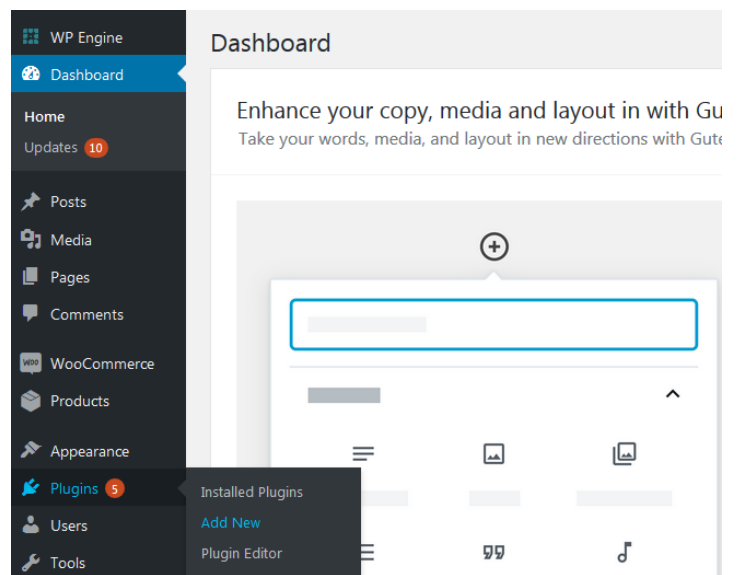 WP Engine
Dashboard
Home
Updates 10
Posts
Media
Pages
Comments
WooCommerce
Products
Appearance
Plugins 5
Users
Tools
Installed Plugins
Add New
Plugin Editor
Dashboard
Enhance your copy, media and layout in with Gu
Take your words, media, and layout in new directions with Gute